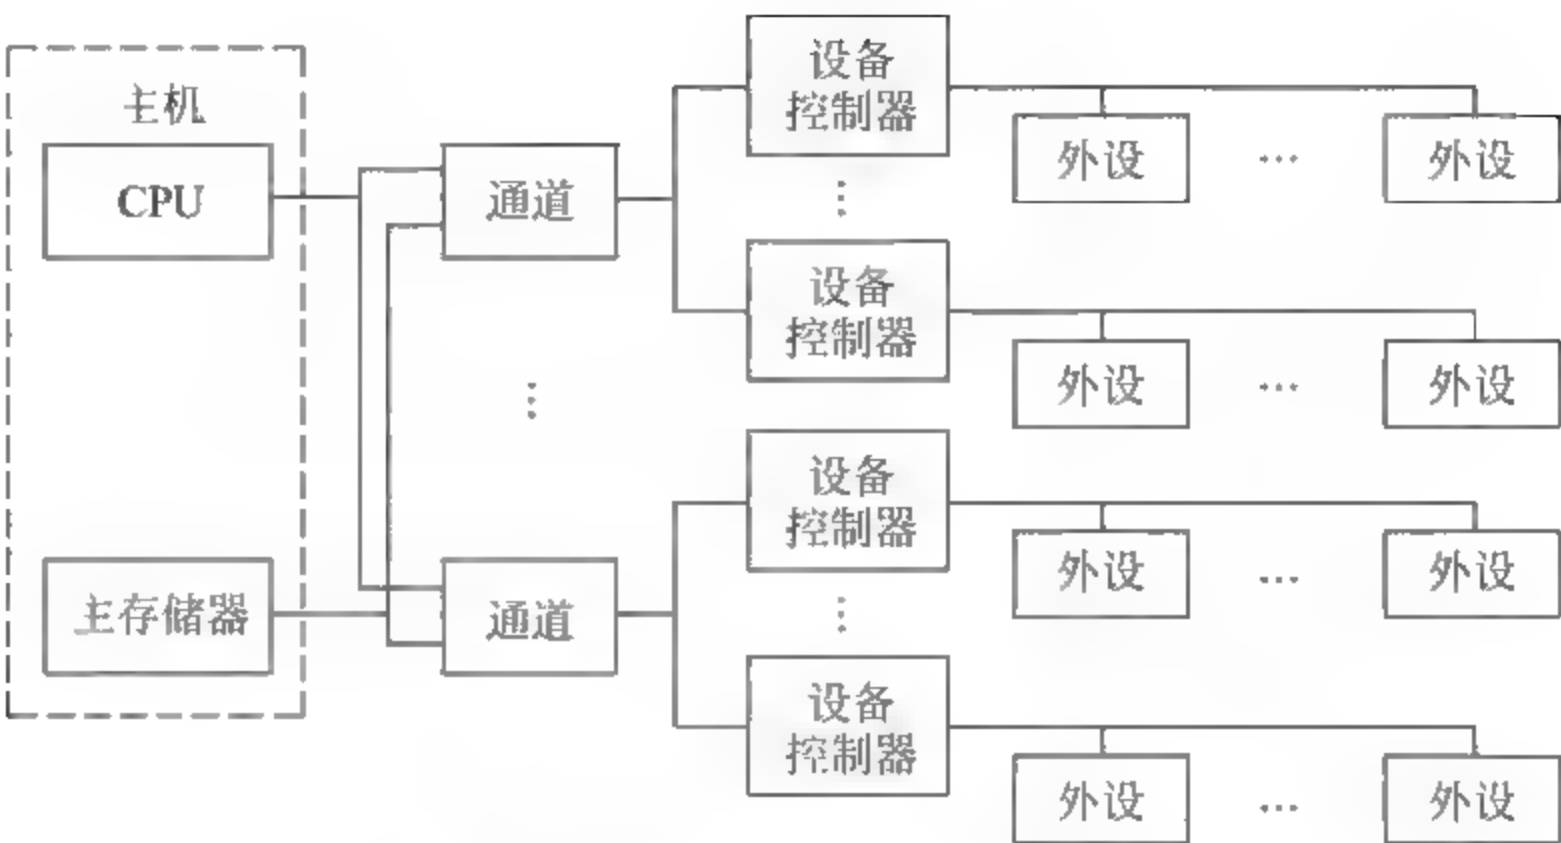 主机
CPU
主存储器
通道
⋮
通道
设备
控制器
⋮
设备
控制器
设备
控制器
⋮
设备
控制器
外设 … 外设
外设 … 外设
外设 … 外设
外设 … 外设